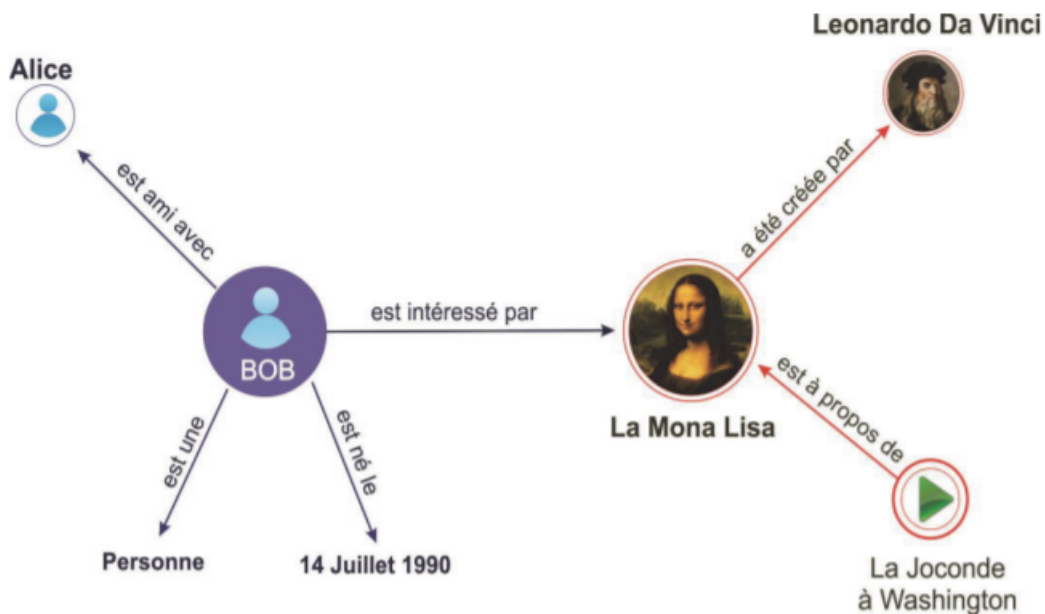 Leonardo Da Vinci
Alice
est ami avec
a été créée par
est intéressé par
BOB
La Mona Lisa
est à propos de
est une
est né le
Personne
14 Juillet 1990
La Joconde
à Washington